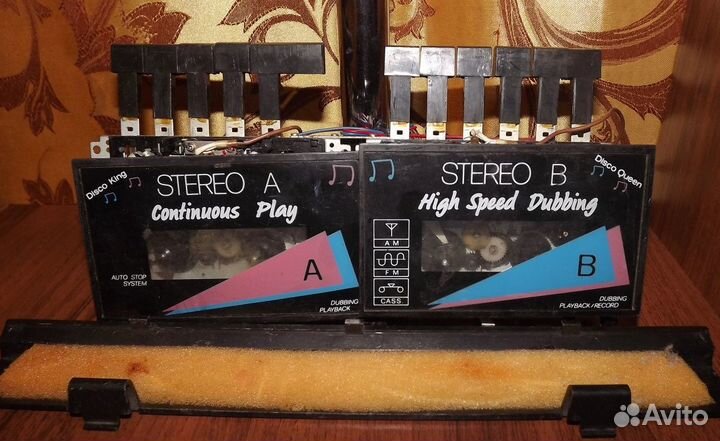 Disco King
STEREO A
Continuous Play
A
AUTO STOP
SYSTEM
DUBBING
PLAYBACK
STEREO B
Disco Queen
High Speed Dubbing
AM
FM
CASS.
B
DUBBING
PLAYBACK/RECORD
Avito